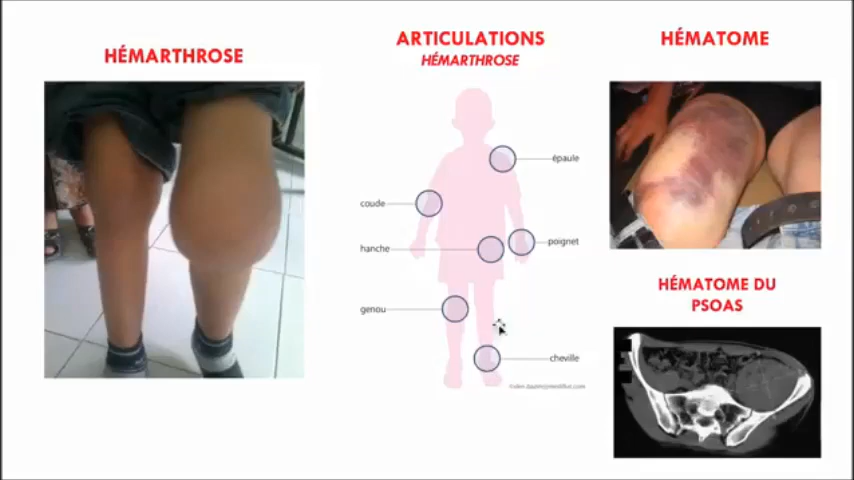 HÉMARTHROSE
ARTICULATIONS
HÉMARTHROSE
épaule
coude
hanche
poignet
genou
cheville
HÉMATOME
HÉMATOME DU
PSOAS